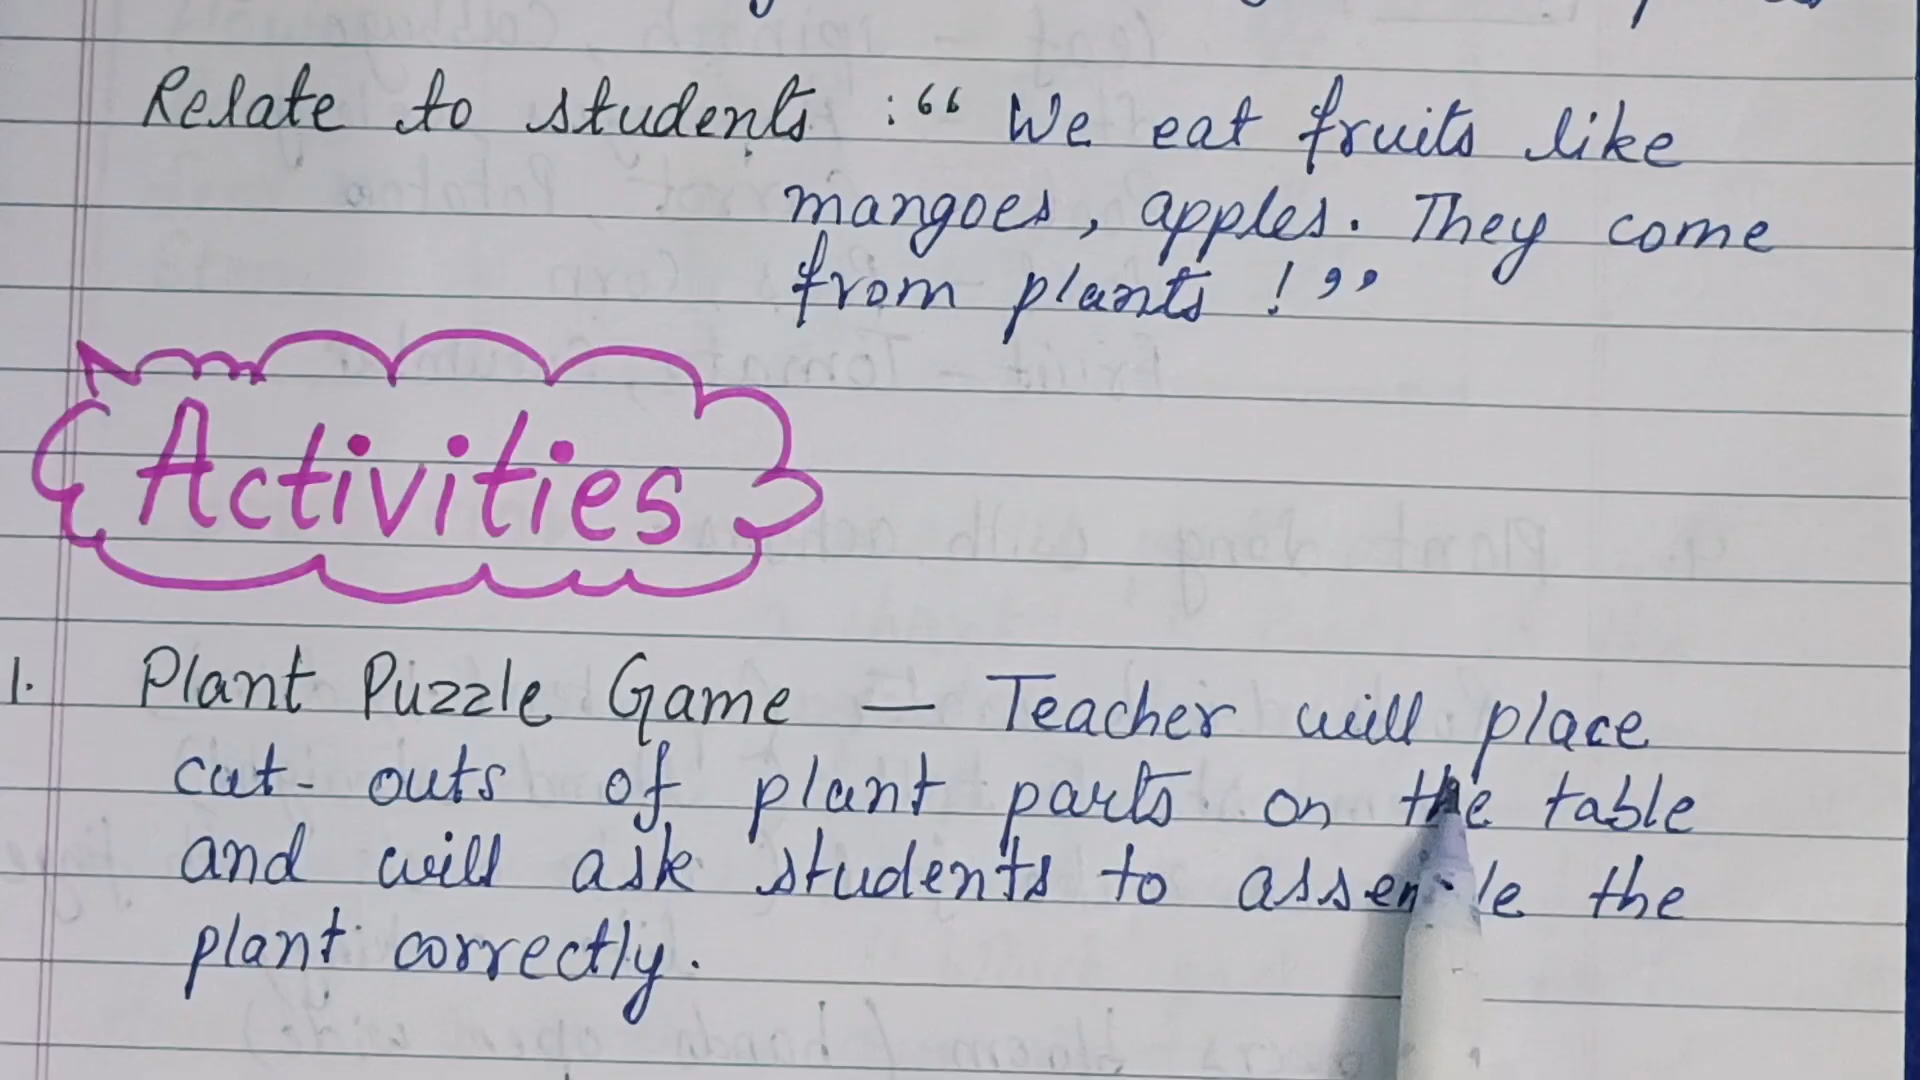 Relate to students : “ We eat fruits like
mangoes, apples. They come
from plants ! ”
Activities
1. Plant Puzzle Game — Teacher will place
cut- outs of plant parts on the table
and will ask students to assemble the
plant correctly.